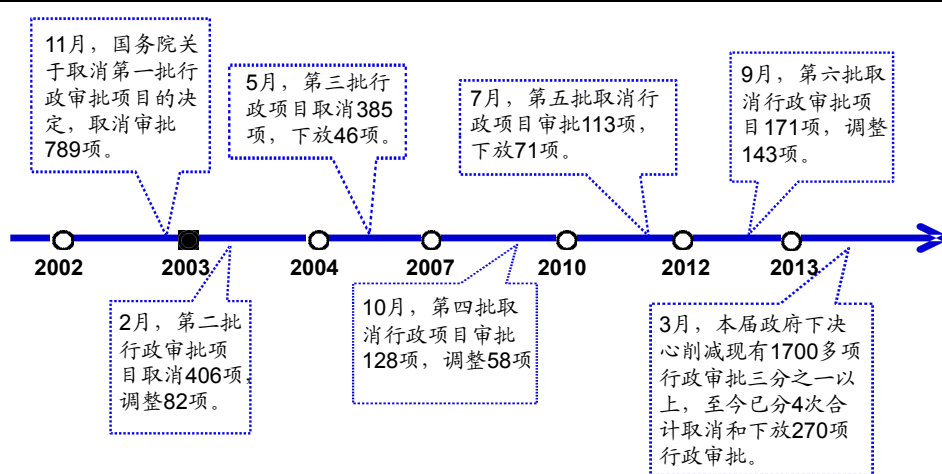 11月，国务院关
于取消第一批行
政审批项目的决
定，取消审批
789项。
5月，第三批行
政项目取消385
项，下放46项。
7月，第五批取消行
政项目审批113项，
下放71项。
9月，第六批取
消行政审批项
目171项，调整
143项。
2002
2003
2004
2007
2010
2012
2013
2月，第二批
行政审批项
目取消406项，
调整82项。
10月，第四批取
消行政项目审批
128项，调整58项
3月，本届政府下决
心削减现有1700多项
行政审批三分之一以
上，至今已分4次合
计取消和下放270项
行政审批。